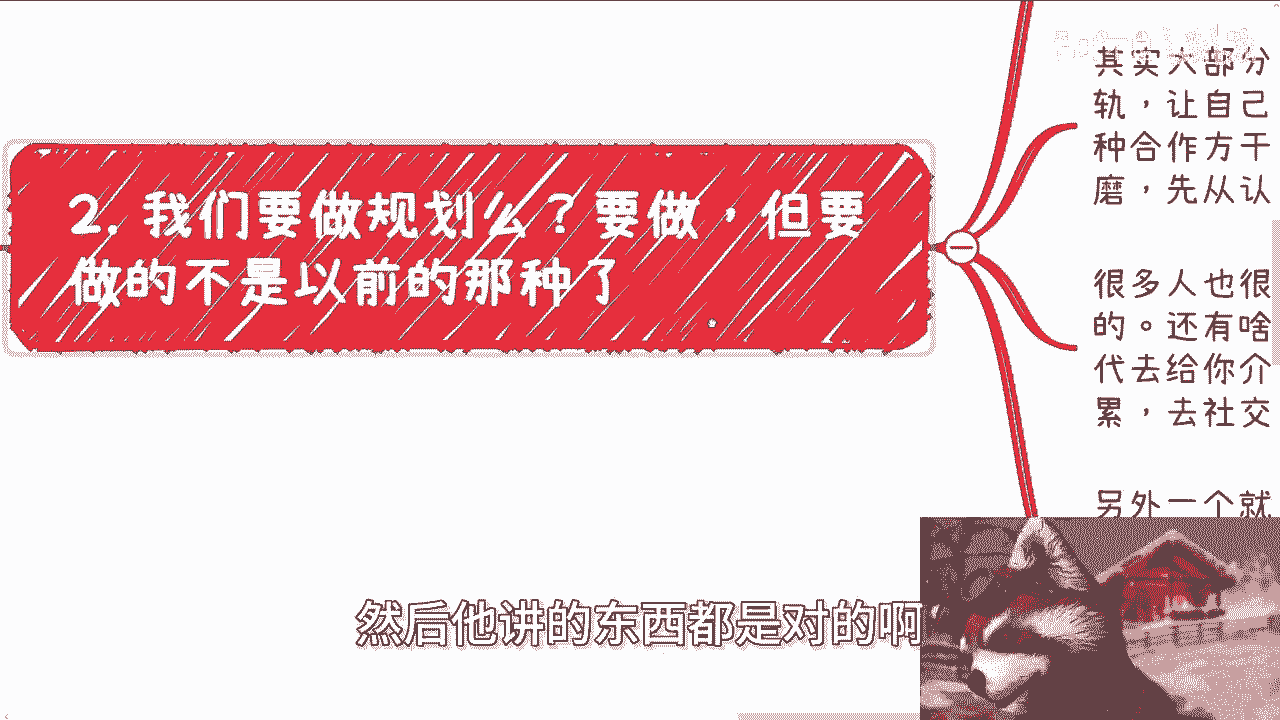 2. 我们要做规划么？要做，但要
做的不是以前的那种了
其实大部分
轨，让自己
种合作方干
磨，先从认
很多人也很
的。还有啥
代去给你介
累，去社交
另外一个就
然后他讲的东西都是对的啊